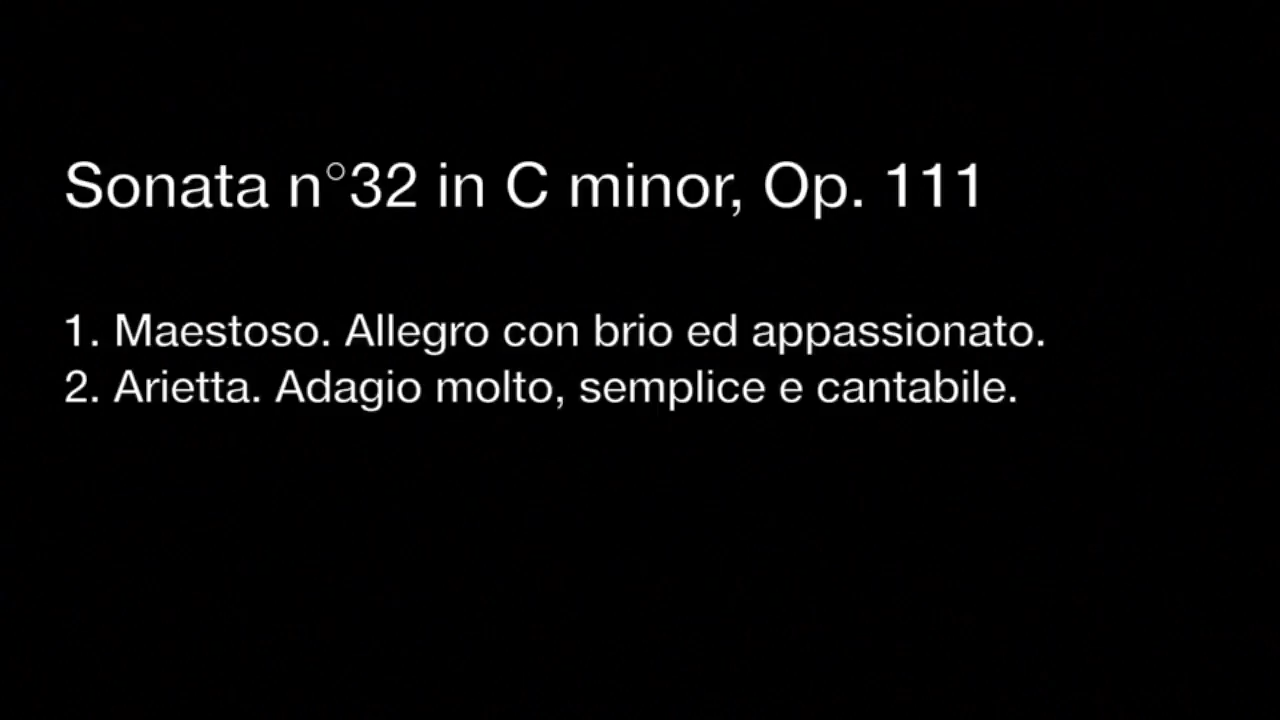 Sonata n°32 in C minor, Op. 111
1. Maestoso. Allegro con brio ed appassionato.
2. Arietta. Adagio molto, semplice e cantabile.